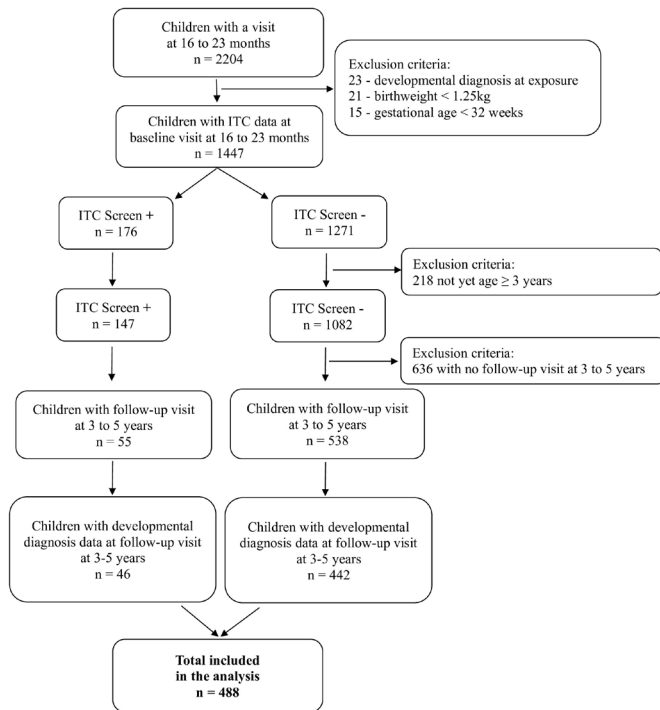 Children with a visit
at 16 to 23 months
n = 2204
Exclusion criteria:
23 - developmental diagnosis at exposure
21 - birthweight < 1.25kg
15 - gestational age < 32 weeks
Children with ITC data at
baseline visit at 16 to 23 months
n = 1447
ITC Screen +
n = 176
ITC Screen -
n = 1271
Exclusion criteria:
218 not yet age ≥ 3 years
ITC Screen +
n = 147
ITC Screen -
n = 1082
Exclusion criteria:
636 with no follow-up visit at 3 to 5 years
Children with follow-up visit
at 3 to 5 years
n = 55
Children with follow-up visit
at 3 to 5 years
n = 538
Children with developmental
diagnosis data at follow-up visit
at 3-5 years
n = 46
Children with developmental
diagnosis data at follow-up visit
at 3-5 years
n = 442
Total included
in the analysis
n = 488